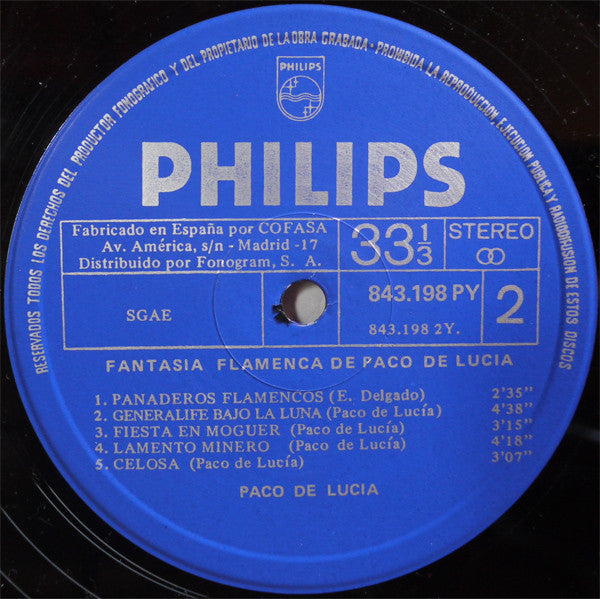 RESERVADOS TODOS LOS DERECHOS DEL PRODUCTOR FONOGRAFICO Y DEL PROPIETARIO DE LA OBRA GRABADA · PROHIBIDA LA REPRODUCCION, EJECUCION PUBLICA Y RADIODIFUSION DE ESTOS DISCOS
PHILIPS
PHILIPS
Fabricado en España por COFASA
Av. América, s/n - Madrid -17
Distribuido por Fonogram, S. A.
33 1/3
STEREO
SGAE
843.198 PY
843.198 2Y.
2
FANTASIA FLAMENCA DE PACO DE LUCIA
1. PANADEROS FLAMENCOS (E. Delgado) 2'35"
2. GENERALIFE BAJO LA LUNA (Paco de Lucía) 4'38"
3. FIESTA EN MOGUER (Paco de Lucía) 3'15"
4. LAMENTO MINERO (Paco de Lucía) 4'18"
5. CELOSA (Paco de Lucía) 3'07"
PACO DE LUCIA